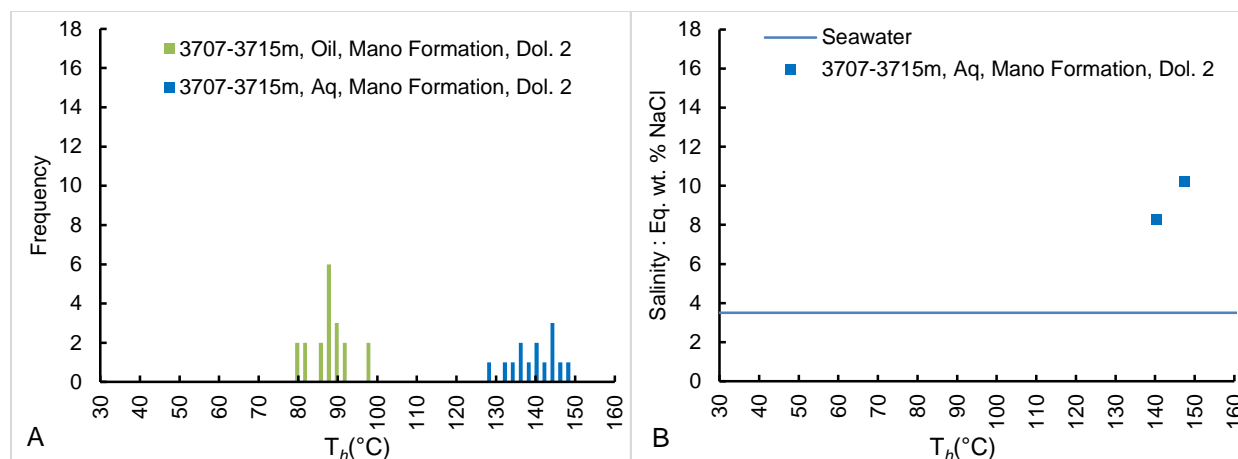 18
16
14
12
10
8
6
4
2
0
Frequency
3707-3715m, Oil, Mano Formation, Dol. 2
3707-3715m, Aq, Mano Formation, Dol. 2
30 40 50 60 70 80 90 100 110 120 130 140 150 160
T_h(°C)
A
18
16
14
12
10
8
6
4
2
0
Salinity : Eq. wt. % NaCl
Seawater
3707-3715m, Aq, Mano Formation, Dol. 2
30 40 50 60 70 80 90 100 110 120 130 140 150 160
T_h(°C)
B